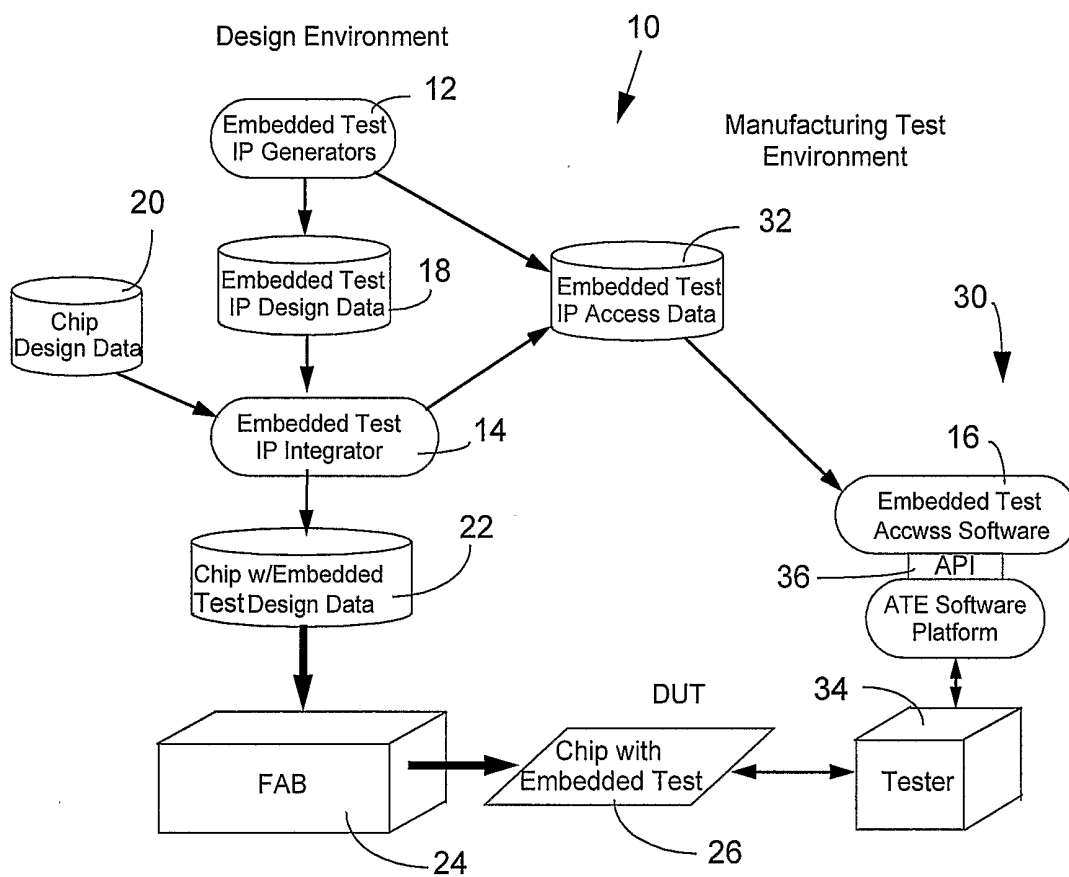 Design Environment
10
12
Embedded Test
IP Generators
Manufacturing Test
Environment
20
32
18
Embedded Test
IP Design Data
Embedded Test
IP Access Data
30
Chip
Design Data
Embedded Test
IP Integrator
14
16
Embedded Test
Accwss Software
22
Chip w/Embedded
Test Design Data
36
API
ATE Software
Platform
DUT
34
FAB
Chip with
Embedded Test
Tester
24
26